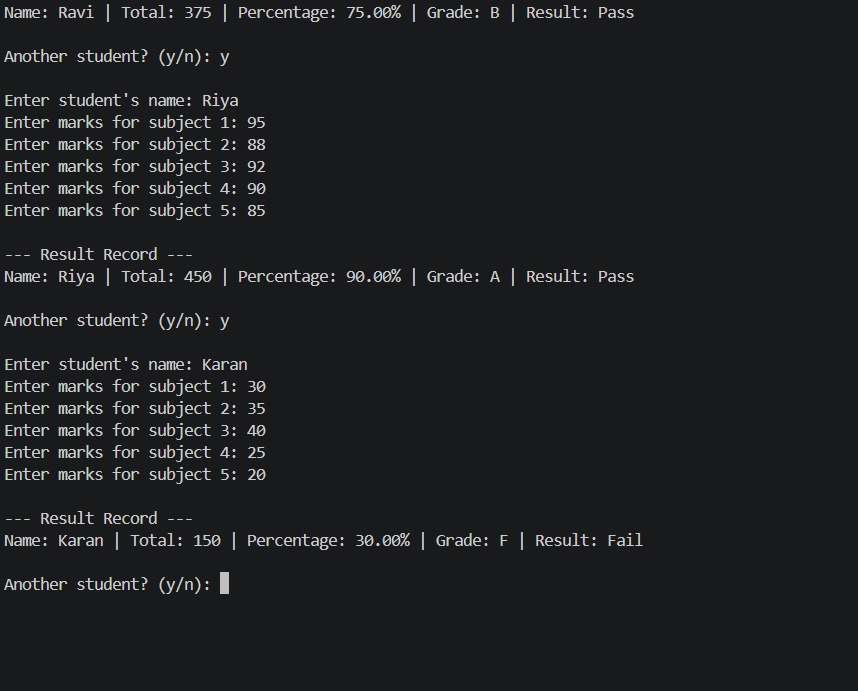 Name: Ravi | Total: 375 | Percentage: 75.00% | Grade: B | Result: Pass
Another student? (y/n): y
Enter student's name: Riya
Enter marks for subject 1: 95
Enter marks for subject 2: 88
Enter marks for subject 3: 92
Enter marks for subject 4: 90
Enter marks for subject 5: 85
--- Result Record ---
Name: Riya | Total: 450 | Percentage: 90.00% | Grade: A | Result: Pass
Another student? (y/n): y
Enter student's name: Karan
Enter marks for subject 1: 30
Enter marks for subject 2: 35
Enter marks for subject 3: 40
Enter marks for subject 4: 25
Enter marks for subject 5: 20
--- Result Record ---
Name: Karan | Total: 150 | Percentage: 30.00% | Grade: F | Result: Fail
Another student? (y/n):